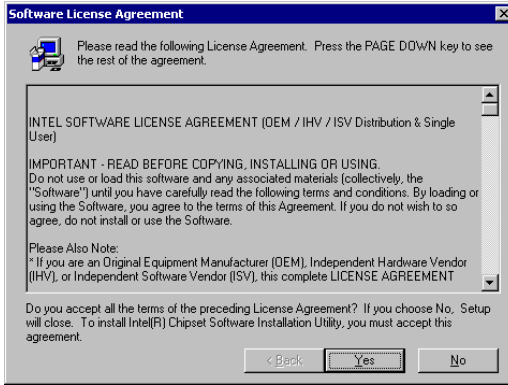 Software License Agreement
Please read the following License Agreement. Press the PAGE DOWN key to see
the rest of the agreement.
INTEL SOFTWARE LICENSE AGREEMENT (OEM / IHV / ISV Distribution & Single
User)
IMPORTANT - READ BEFORE COPYING, INSTALLING OR USING.
Do not use or load this software and any associated materials (collectively, the
"Software") until you have carefully read the following terms and conditions. By loading or
using the Software, you agree to the terms of this Agreement. If you do not wish to so
agree, do not install or use the Software.
Please Also Note:
* If you are an Original Equipment Manufacturer (OEM), Independent Hardware Vendor
(IHV), or Independent Software Vendor (ISV), this complete LICENSE AGREEMENT
Do you accept all the terms of the preceding License Agreement? If you choose No, Setup
will close. To install Intel(R) Chipset Software Installation Utility, you must accept this
agreement.
< Back Yes No